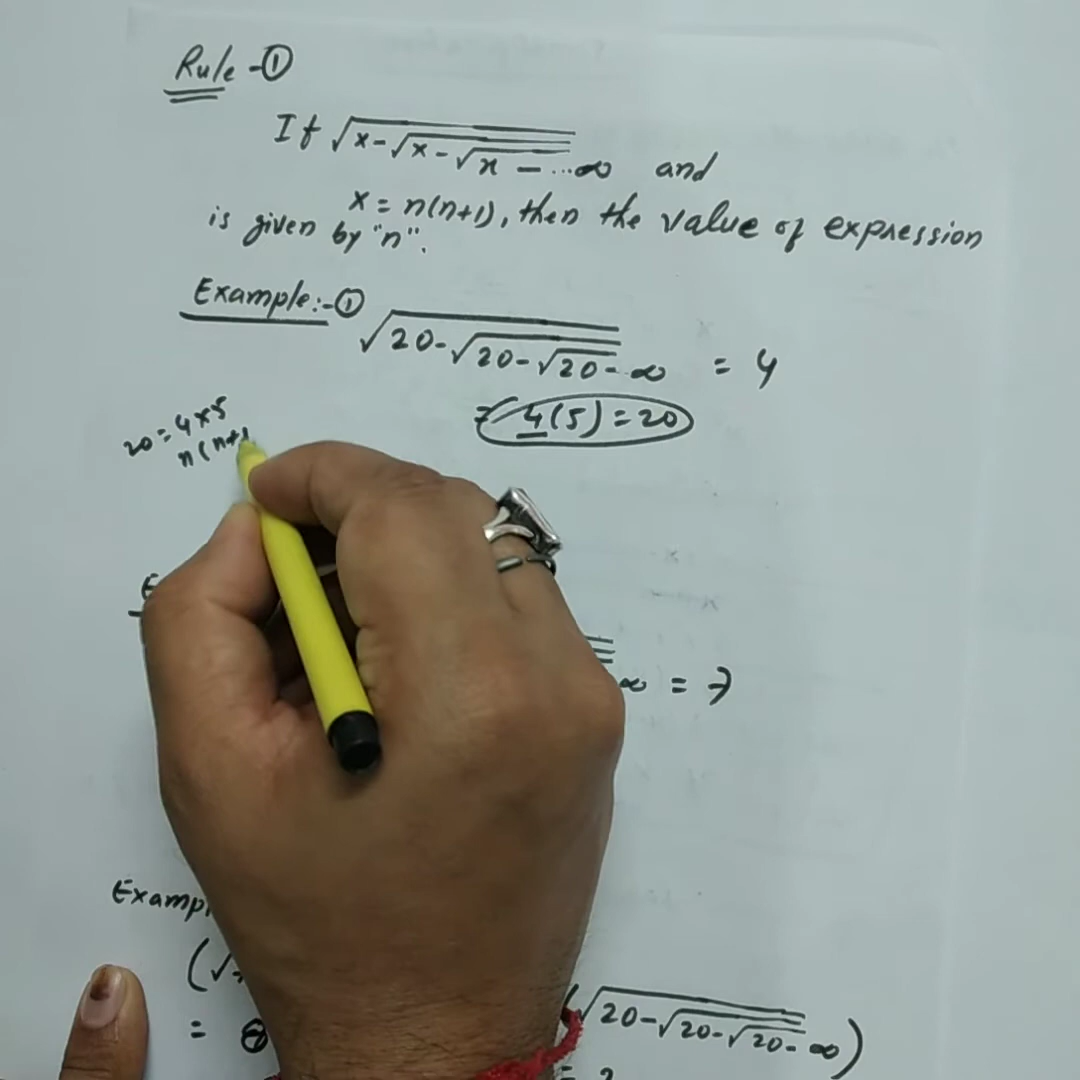 Rule-①
If √x-√x-√x-...∞ and
x = n(n+1), then the value of expression
is given by "n".
Example:-①
√20-√20-√20-∞ = 4
4(5)=20
20=4×5
n(n+1
∞ = 7
Examp
(√
=
(√20-√20-√20-∞)